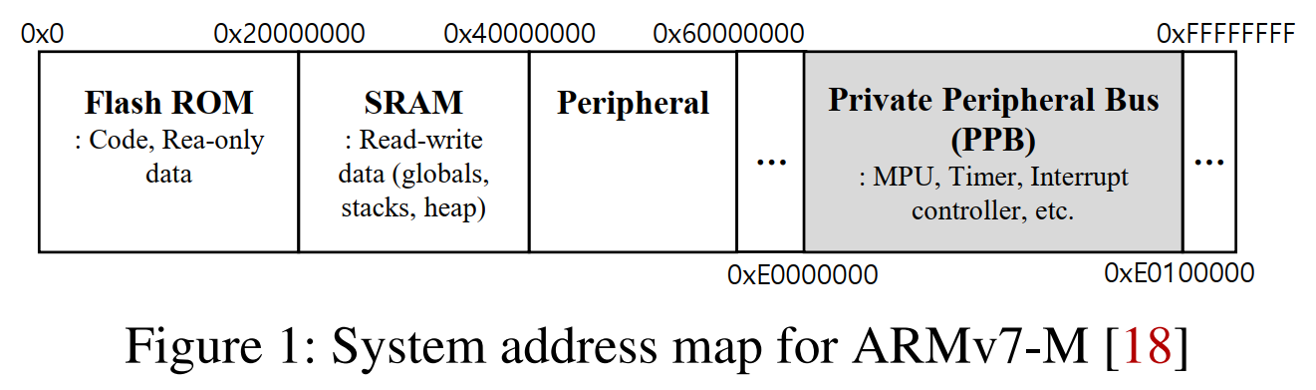 0x0 0x20000000 0x40000000 0x60000000 0xFFFFFFFF
Flash ROM
: Code, Rea-only
data
SRAM
: Read-write
data (globals,
stacks, heap)
Peripheral
...
Private Peripheral Bus
(PPB)
: MPU, Timer, Interrupt
controller, etc.
...
0xE0000000 0xE0100000
Figure 1: System address map for ARMv7-M [18]